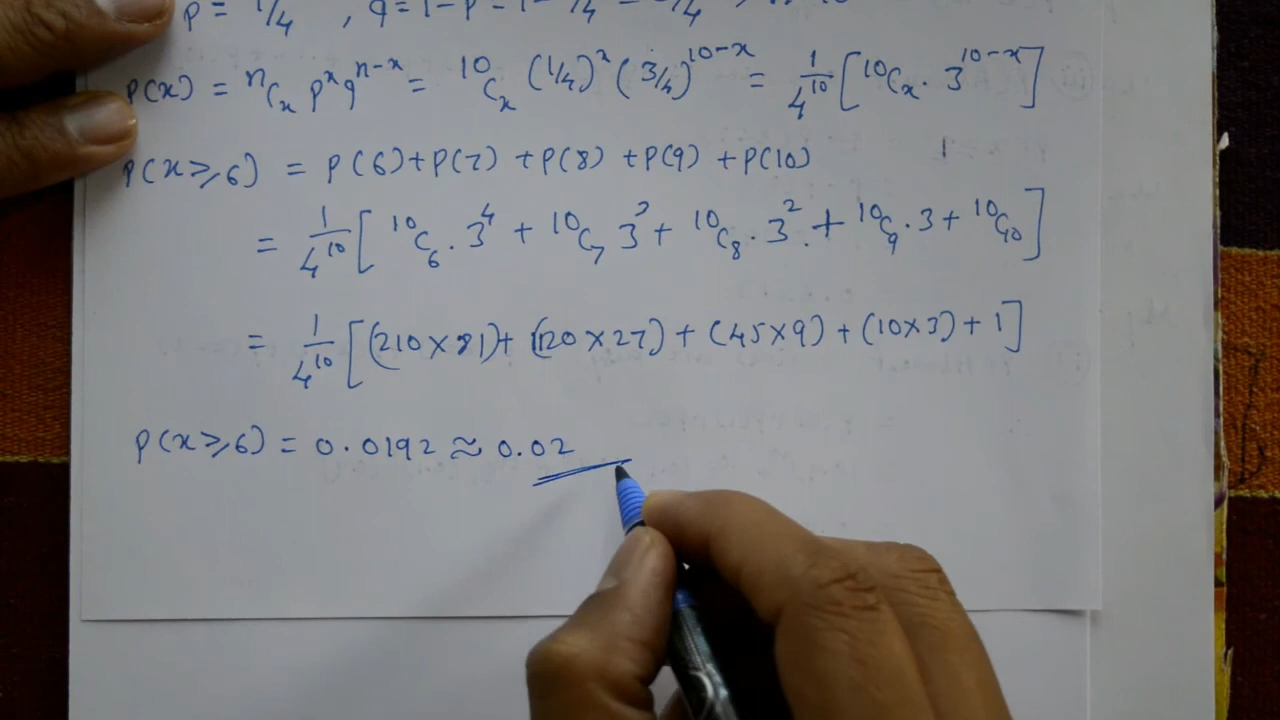 p = 1/4 , q = 1 - p = 1 - 1/4 = 3/4
p(x) = ⁿCₓ pˣ qⁿ⁻ˣ = ¹⁰Cₓ (1/4)ˣ (3/4)¹⁰⁻ˣ = 1/4¹⁰ [¹⁰Cₓ . 3¹⁰⁻ˣ]
p(x ≥ 6) = p(6) + p(7) + p(8) + p(9) + p(10)
= 1/4¹⁰ [¹⁰C₆ . 3⁴ + ¹⁰C₇ 3³ + ¹⁰C₈ . 3² . + ¹⁰C₉ . 3 + ¹⁰C₁₀]
= 1/4¹⁰ [(210 × 81) + (120 × 27) + (45 × 9) + (10 × 3) + 1]
p(x ≥ 6) = 0.0192 ≈ 0.02